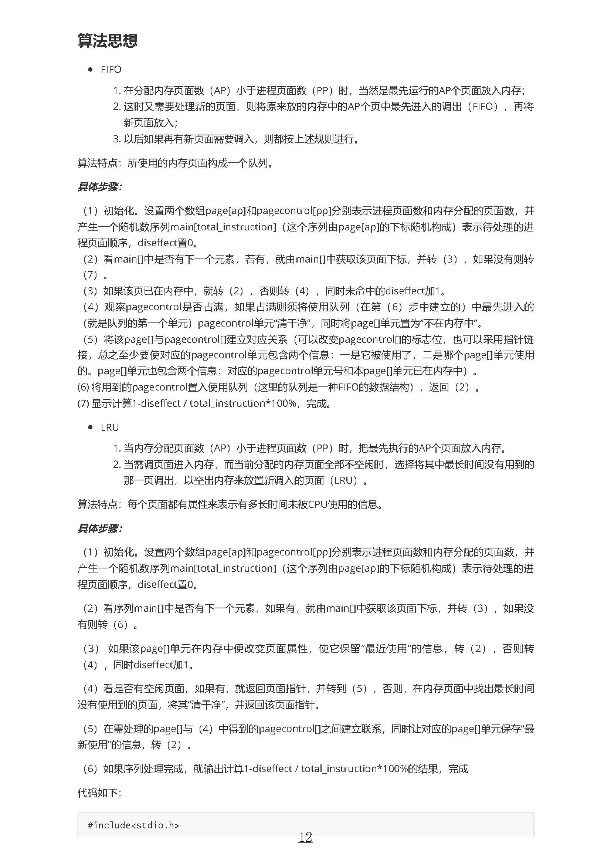 算法思想
• FIFO
1. 在分配内存页面数（AP）小于进程页面数（PP）时，当然是最先运行的AP个页面放入内存；
2. 这时又需要处理新的页面，则将原来放的内存中的AP个页中最先进入的调出（FIFO），再将
新页面放入；
3. 以后如果再有新页面需要调入，则都按上述规则进行。
算法特点：所使用的内存页面构成一个队列。
具体步骤：
（1）初始化。设置两个数组page[ap]和pagecontrol[pp]分别表示进程页面数和内存分配的页面数，并
产生一个随机数序列main[total_instruction]（这个序列由page[ap]的下标随机构成）表示待处理的进
程页面顺序，diseffect置0。
（2）看main[]中是否有下一个元素，若有，就由main[]中获取该页面下标，并转（3），如果没有则转
（7）。
（3）如果该页已在内存中，就转（2），否则转（4），同时未命中的diseffect加1。
（4）观察pagecontrol是否占满，如果占满则须将使用队列（在第（6）步中建立的）中最先进入的
（就是队列的第一个单元）pagecontrol单元“清干净”，同时将page[]单元置为“不在内存中”。
（5）将该page[]与pagecontrol[]建立对应关系（可以改变pagecontrol[]的标志位，也可以采用指针链
接，总之至少要使对应的pagecontrol单元包含两个信息：一是它被使用了，二是哪个page[]单元使用
的。page[]单元也包含两个信息：对应的pagecontrol单元号和本page[]单元已在内存中）。
(6) 将用到的pagecontrol置入使用队列（这里的队列是一种FIFO的数据结构），返回（2）。
(7) 显示计算1-diseffect / total_instruction*100%，完成。
• LRU
1. 当内存分配页面数（AP）小于进程页面数（PP）时，把最先执行的AP个页面放入内存。
2. 当需调页面进入内存，而当前分配的内存页面全部不空闲时，选择将其中最长时间没有用到的
那一页调出，以空出内存来放置新调入的页面（LRU）。
算法特点：每个页面都有属性来表示有多长时间未被CPU使用的信息。
具体步骤：
（1）初始化。设置两个数组page[ap]和pagecontrol[pp]分别表示进程页面数和内存分配的页面数，并
产生一个随机数序列main[total_instruction]（这个序列由page[ap]的下标随机构成）表示待处理的进
程页面顺序，diseffect置0。
（2）看序列main[]中是否有下一个元素，如果有，就由main[]中获取该页面下标，并转（3），如果没
有则转（6）。
（3） 如果该page[]单元在内存中便改变页面属性，使它保留“最近使用”的信息，转（2），否则转
（4），同时diseffect加1。
（4）看是否有空闲页面，如果有，就返回页面指针，并转到（5），否则，在内存页面中找出最长时间
没有使用到的页面，将其“清干净”，并返回该页面指针。
（5）在需处理的page[]与（4）中得到的pagecontrol[]之间建立联系，同时让对应的page[]单元保存“最
新使用”的信息，转（2）。
（6）如果序列处理完成，就输出计算1-diseffect / total_instruction*100%的结果，完成
代码如下：
#include<stdio.h>
12